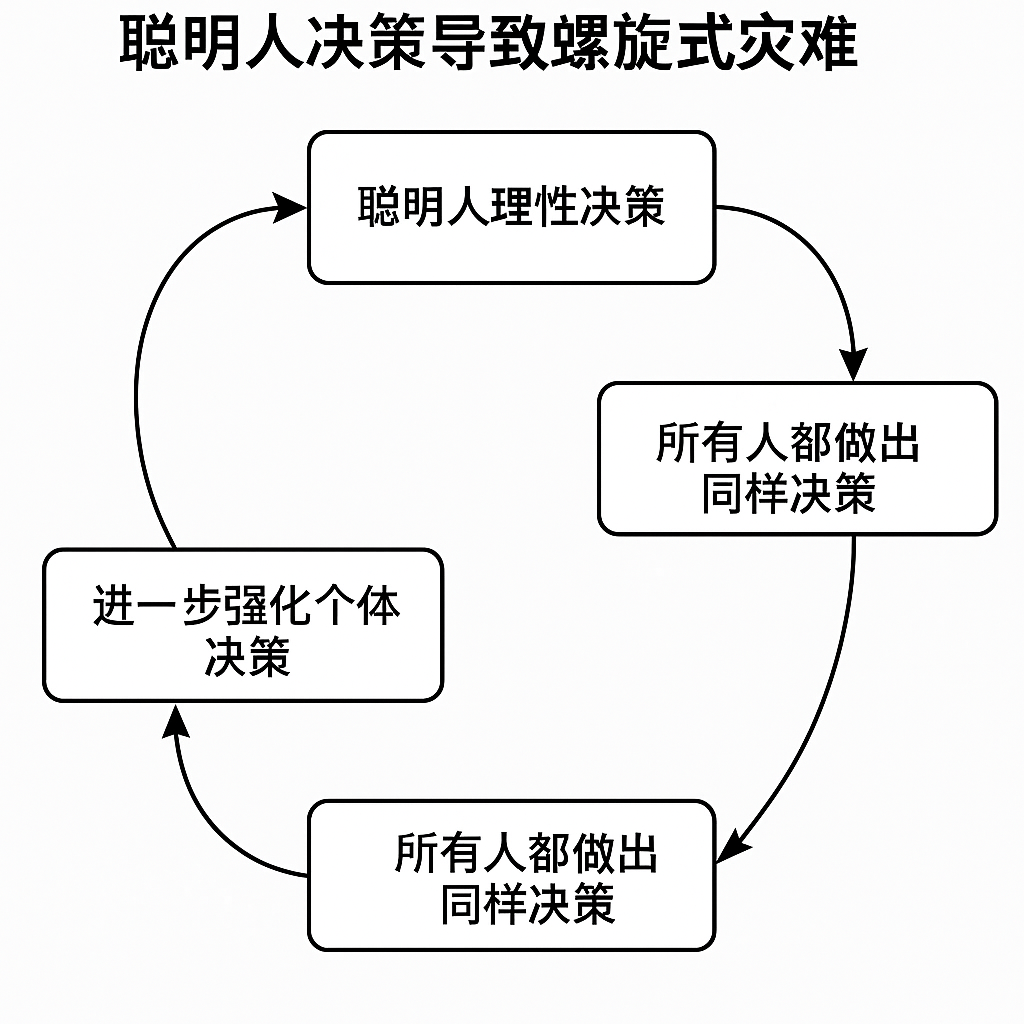 聪明人决策导致螺旋式灾难
聪明人理性决策
所有人都做出
同样决策
进一步强化个体
决策
所有人都做出
同样决策